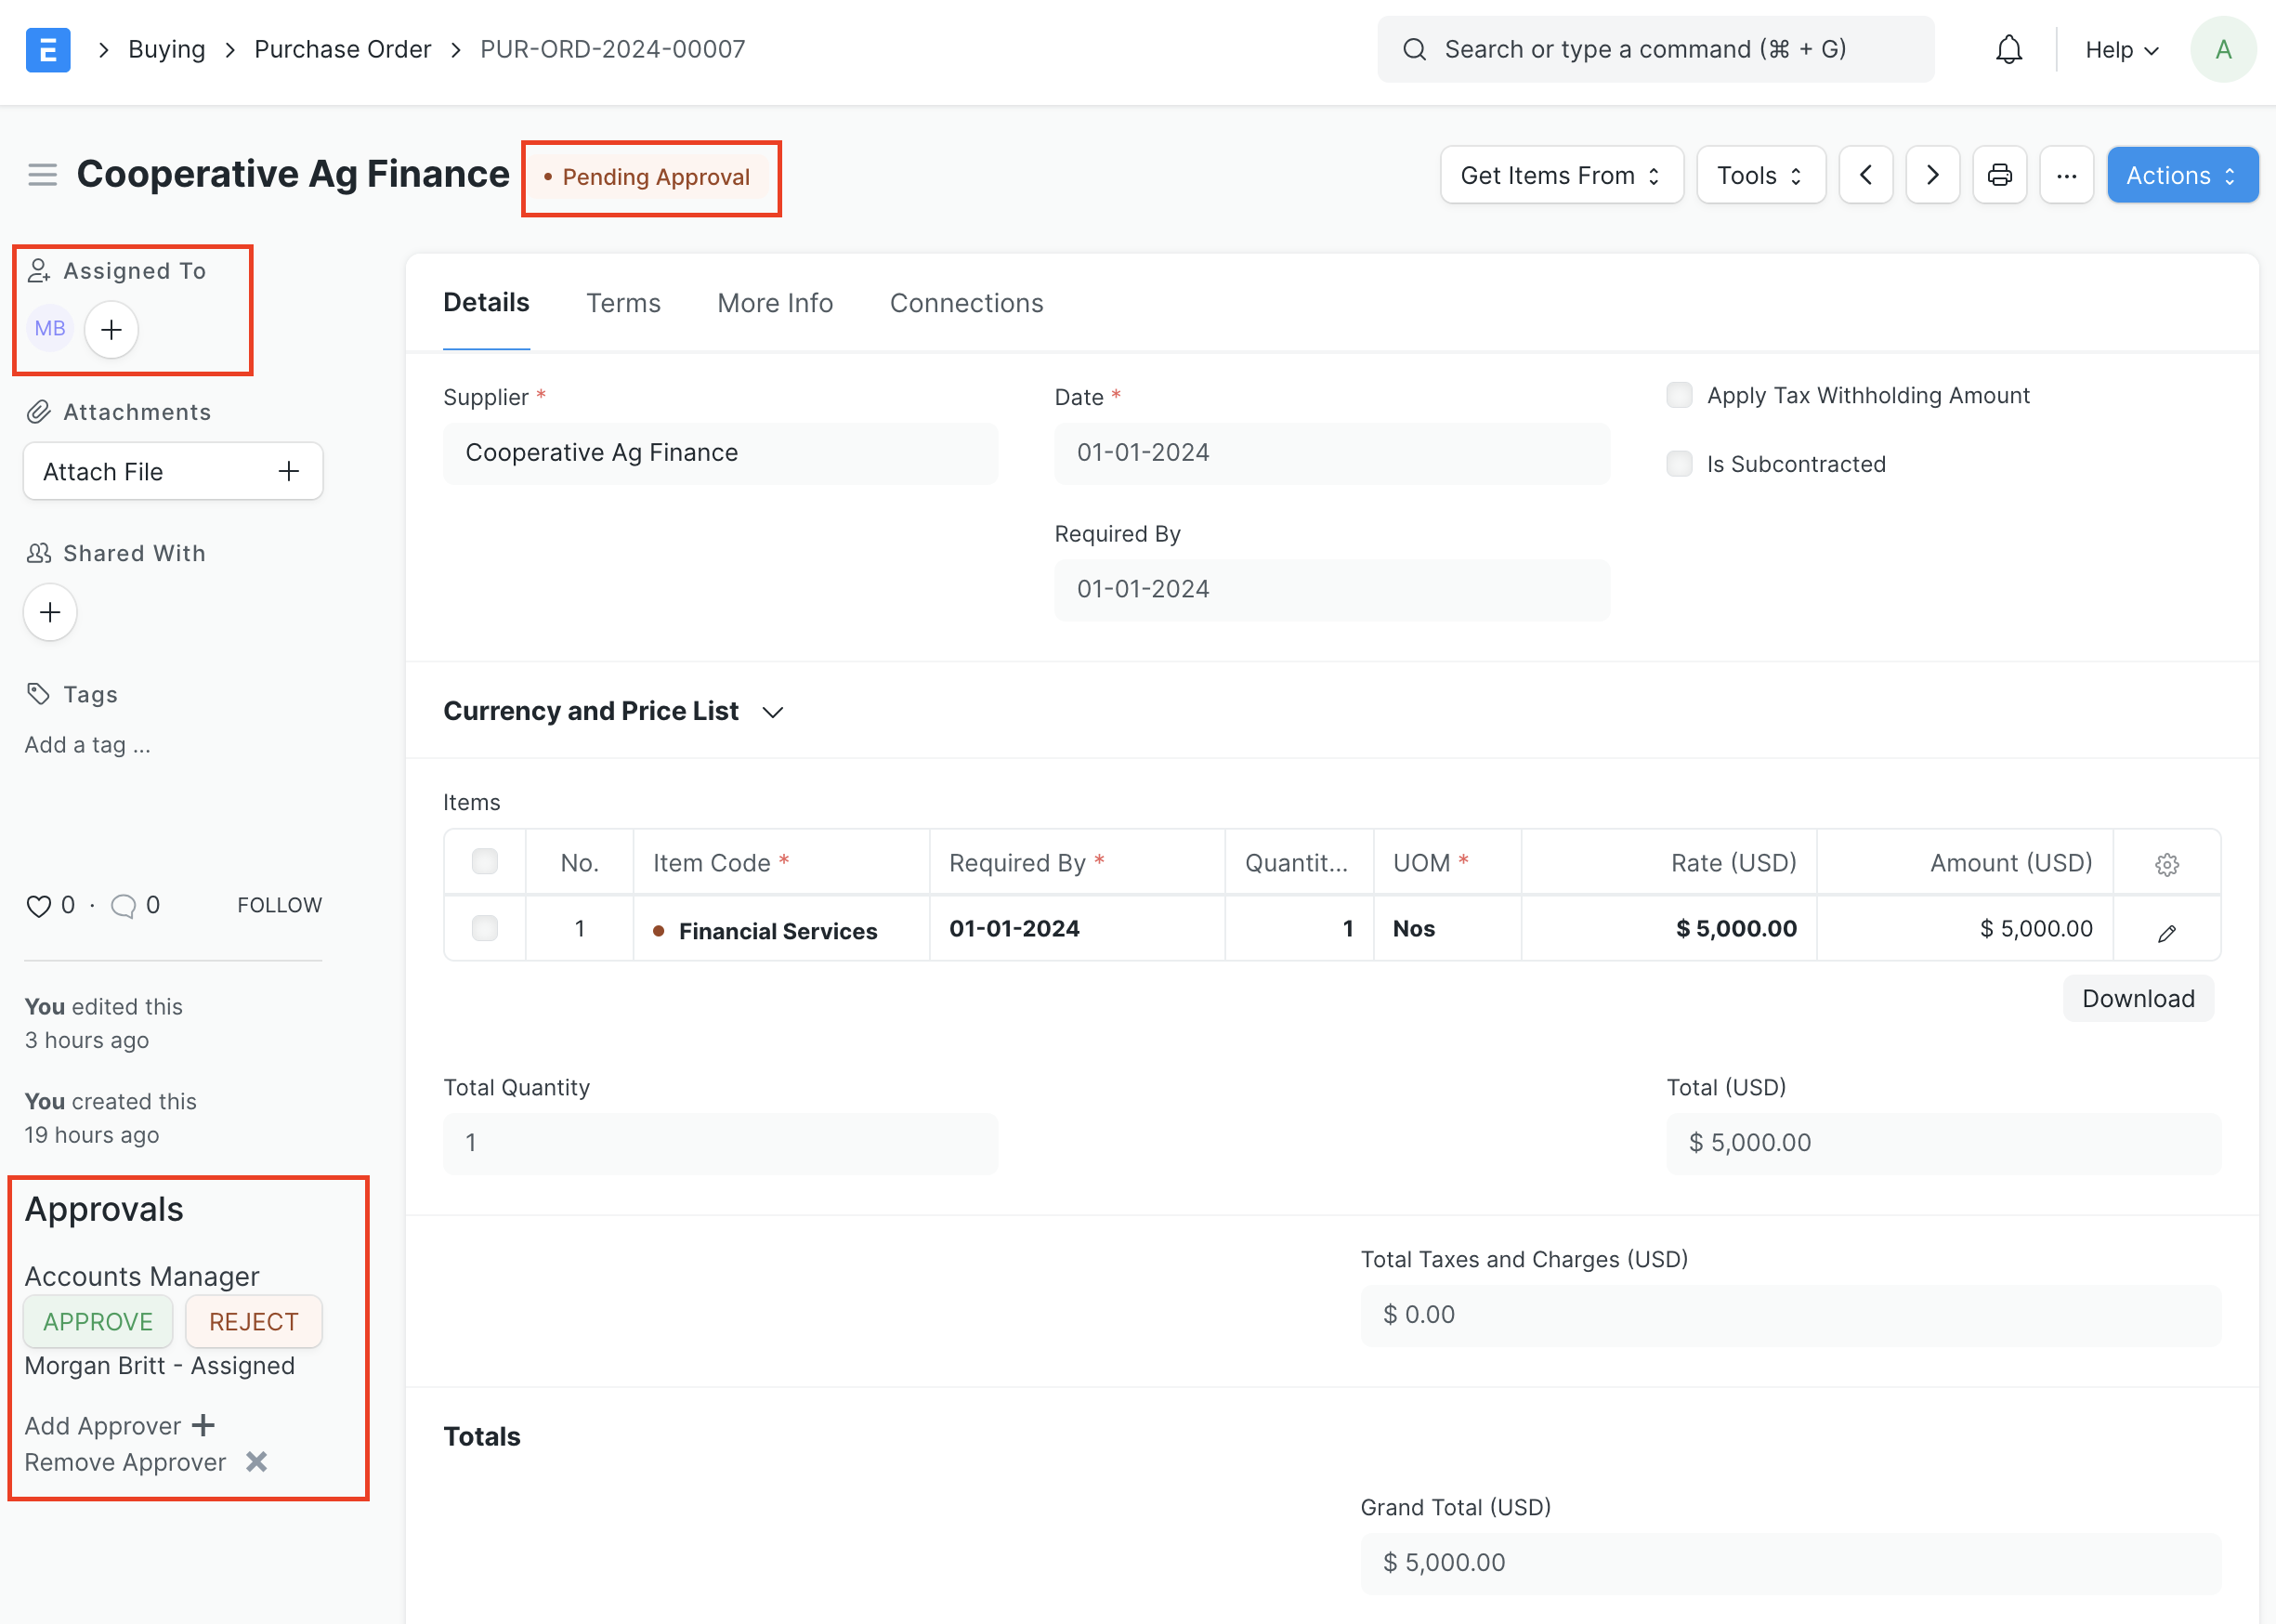 E > Buying > Purchase Order > PUR-ORD-2024-00007
Search or type a command (⌘ + G)
Help
A
Cooperative Ag Finance
• Pending Approval
Get Items From
Tools
...
Actions
Assigned To
MB
Attachments
Attach File
Shared With
Tags
Add a tag ...
0 · 0
FOLLOW
You edited this
3 hours ago
You created this
19 hours ago
Approvals
Accounts Manager
APPROVE REJECT
Morgan Britt - Assigned
Add Approver
Remove Approver
Details Terms More Info Connections
Supplier *
Cooperative Ag Finance
Date *
01-01-2024
Required By
01-01-2024
Apply Tax Withholding Amount
Is Subcontracted
Currency and Price List
Items
No. Item Code * Required By * Quantit... UOM * Rate (USD) Amount (USD)
1 Financial Services 01-01-2024 1 Nos $ 5,000.00 $ 5,000.00
Download
Total Quantity
1
Total (USD)
$ 5,000.00
Total Taxes and Charges (USD)
$ 0.00
Totals
Grand Total (USD)
$ 5,000.00